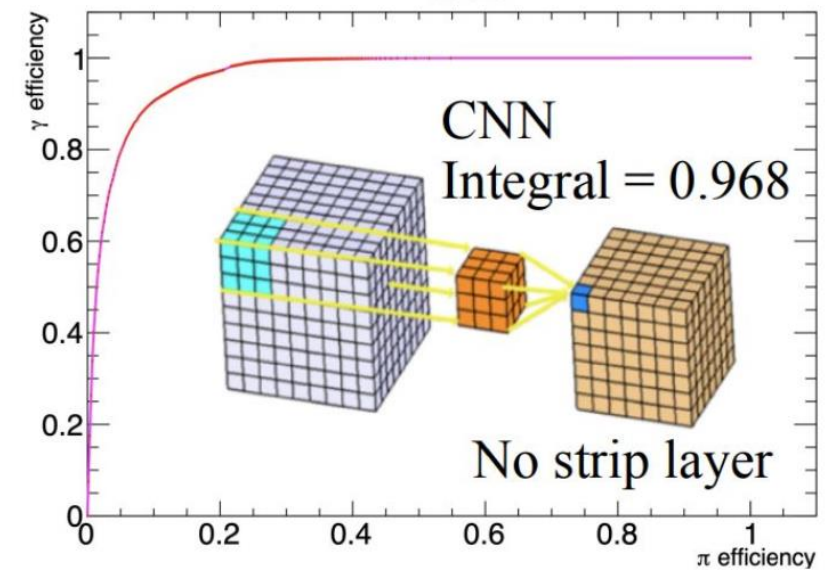 γ efficiency
1
0.8
0.6
0.4
0.2
0
CNN
Integral = 0.968
No strip layer
0 0.2 0.4 0.6 0.8 1
π efficiency